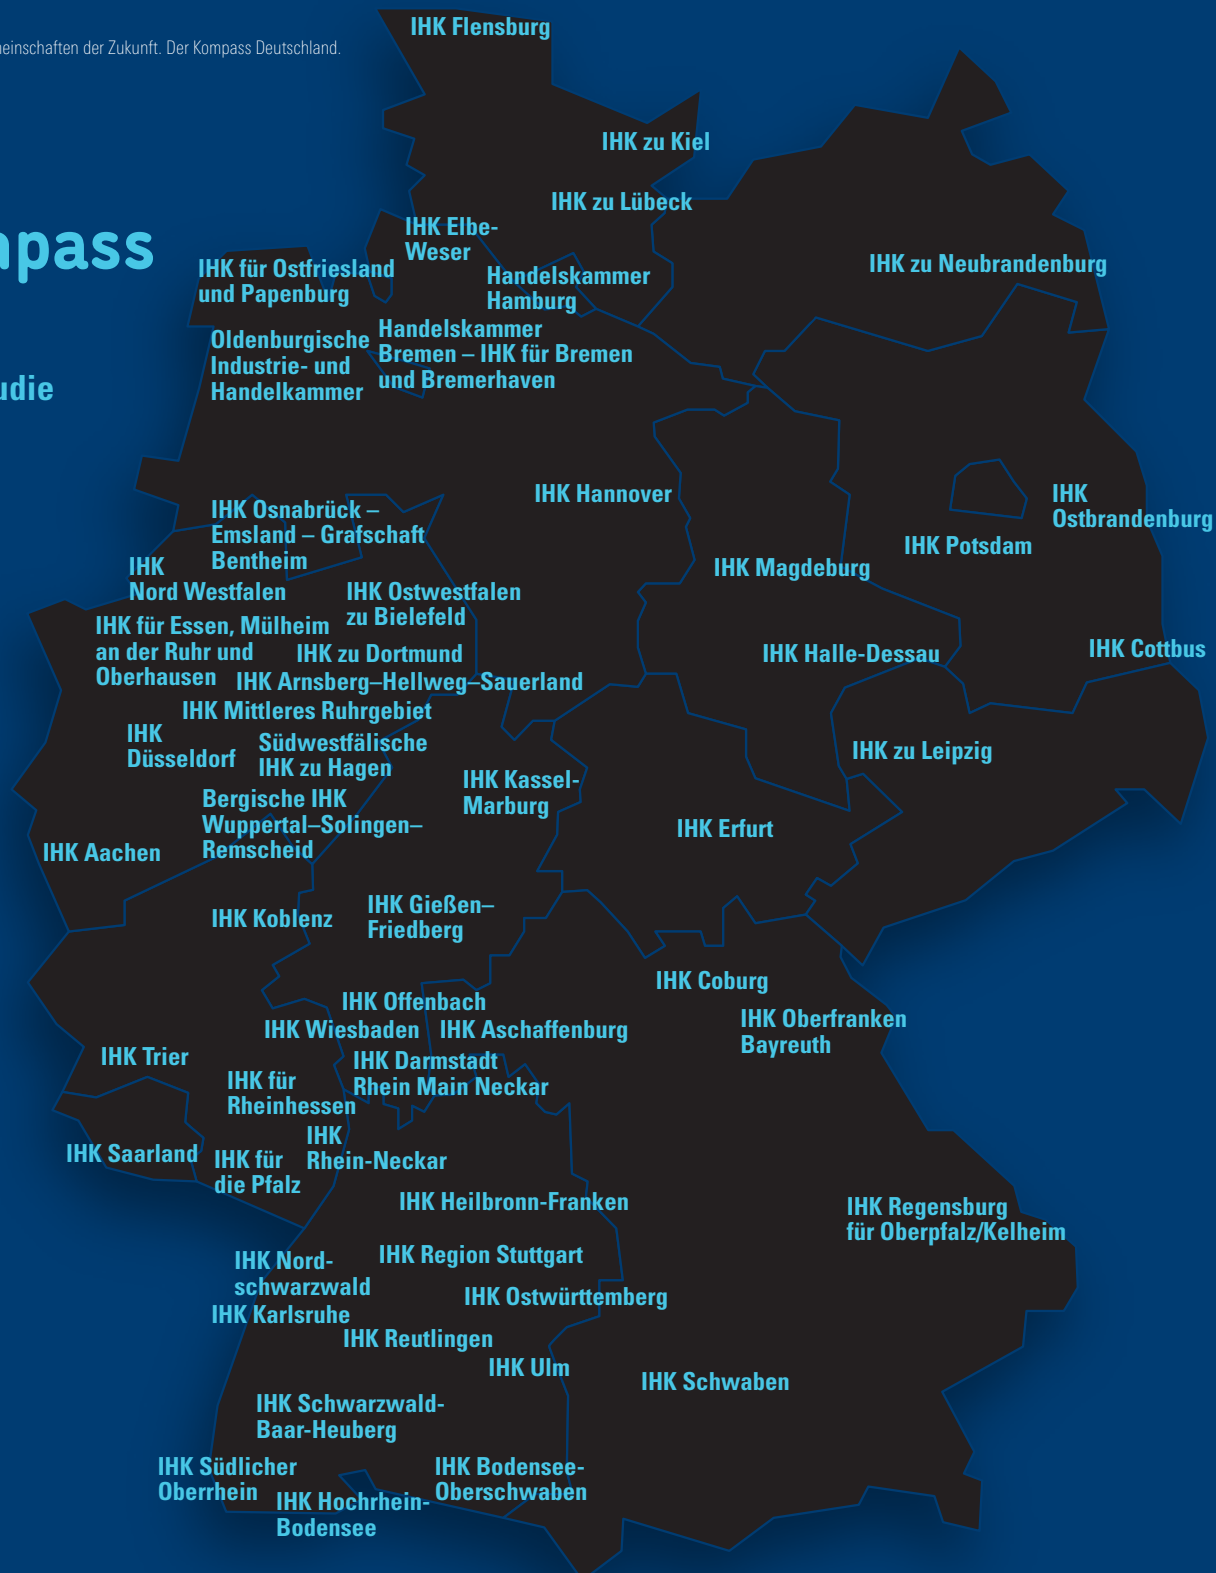 IHK Flensburg
einschaften der Zukunft. Der Kompass Deutschland.
IHK zu Kiel
IHK zu Lübeck
IHK Elbe-
Weser
pass
IHK für Ostfriesland
und Papenburg
Handelskammer
Hamburg
IHK zu Neubrandenburg
Oldenburgische
Industrie- und
Handelkammer
Handelskammer
Bremen – IHK für Bremen
und Bremerhaven
udie
IHK Hannover
IHK
Ostbrandenburg
IHK Osnabrück –
Emsland – Grafschaft
Bentheim
IHK Potsdam
IHK Magdeburg
IHK
Nord Westfalen
IHK Ostwestfalen
zu Bielefeld
IHK für Essen, Mülheim
an der Ruhr und
Oberhausen
IHK zu Dortmund
IHK Halle-Dessau
IHK Cottbus
IHK Arnsberg–Hellweg–Sauerland
IHK Mittleres Ruhrgebiet
IHK
Düsseldorf
Südwestfälische
IHK zu Hagen
IHK zu Leipzig
IHK Kassel-
Marburg
Bergische IHK
Wuppertal–Solingen–
Remscheid
IHK Erfurt
IHK Aachen
IHK Koblenz
IHK Gießen–
Friedberg
IHK Coburg
IHK Offenbach
IHK Oberfranken
Bayreuth
IHK Wiesbaden
IHK Aschaffenburg
IHK Trier
IHK Darmstadt
Rhein Main Neckar
IHK für
Rheinhessen
IHK
Rhein-Neckar
IHK Saarland
IHK für
die Pfalz
IHK Heilbronn-Franken
IHK Regensburg
für Oberpfalz/Kelheim
IHK Nord-
schwarzwald
IHK Region Stuttgart
IHK Ostwürttemberg
IHK Karlsruhe
IHK Reutlingen
IHK Ulm
IHK Schwaben
IHK Schwarzwald-
Baar-Heuberg
IHK Südlicher
Oberrhein
IHK Bodensee-
Oberschwaben
IHK Hochrhein-
Bodensee